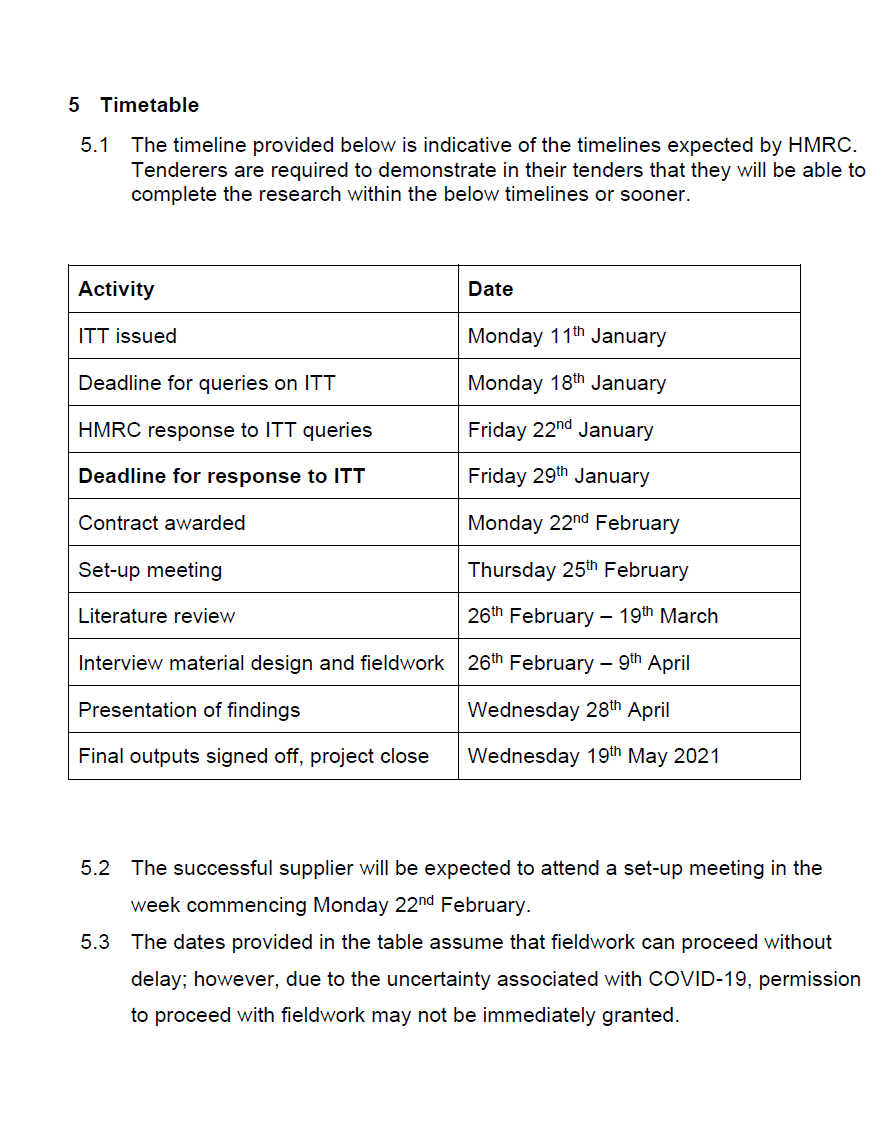 5 Timetable
5.1 The timeline provided below is indicative of the timelines expected by HMRC.
Tenderers are required to demonstrate in their tenders that they will be able to
complete the research within the below timelines or sooner.
Activity Date
ITT issued Monday 11th January
Deadline for queries on ITT Monday 18th January
HMRC response to ITT queries Friday 22nd January
Deadline for response to ITT Friday 29th January
Contract awarded Monday 22nd February
Set-up meeting Thursday 25th February
Literature review 26th February – 19th March
Interview material design and fieldwork 26th February – 9th April
Presentation of findings Wednesday 28th April
Final outputs signed off, project close Wednesday 19th May 2021
5.2 The successful supplier will be expected to attend a set-up meeting in the
week commencing Monday 22nd February.
5.3 The dates provided in the table assume that fieldwork can proceed without
delay; however, due to the uncertainty associated with COVID-19, permission
to proceed with fieldwork may not be immediately granted.